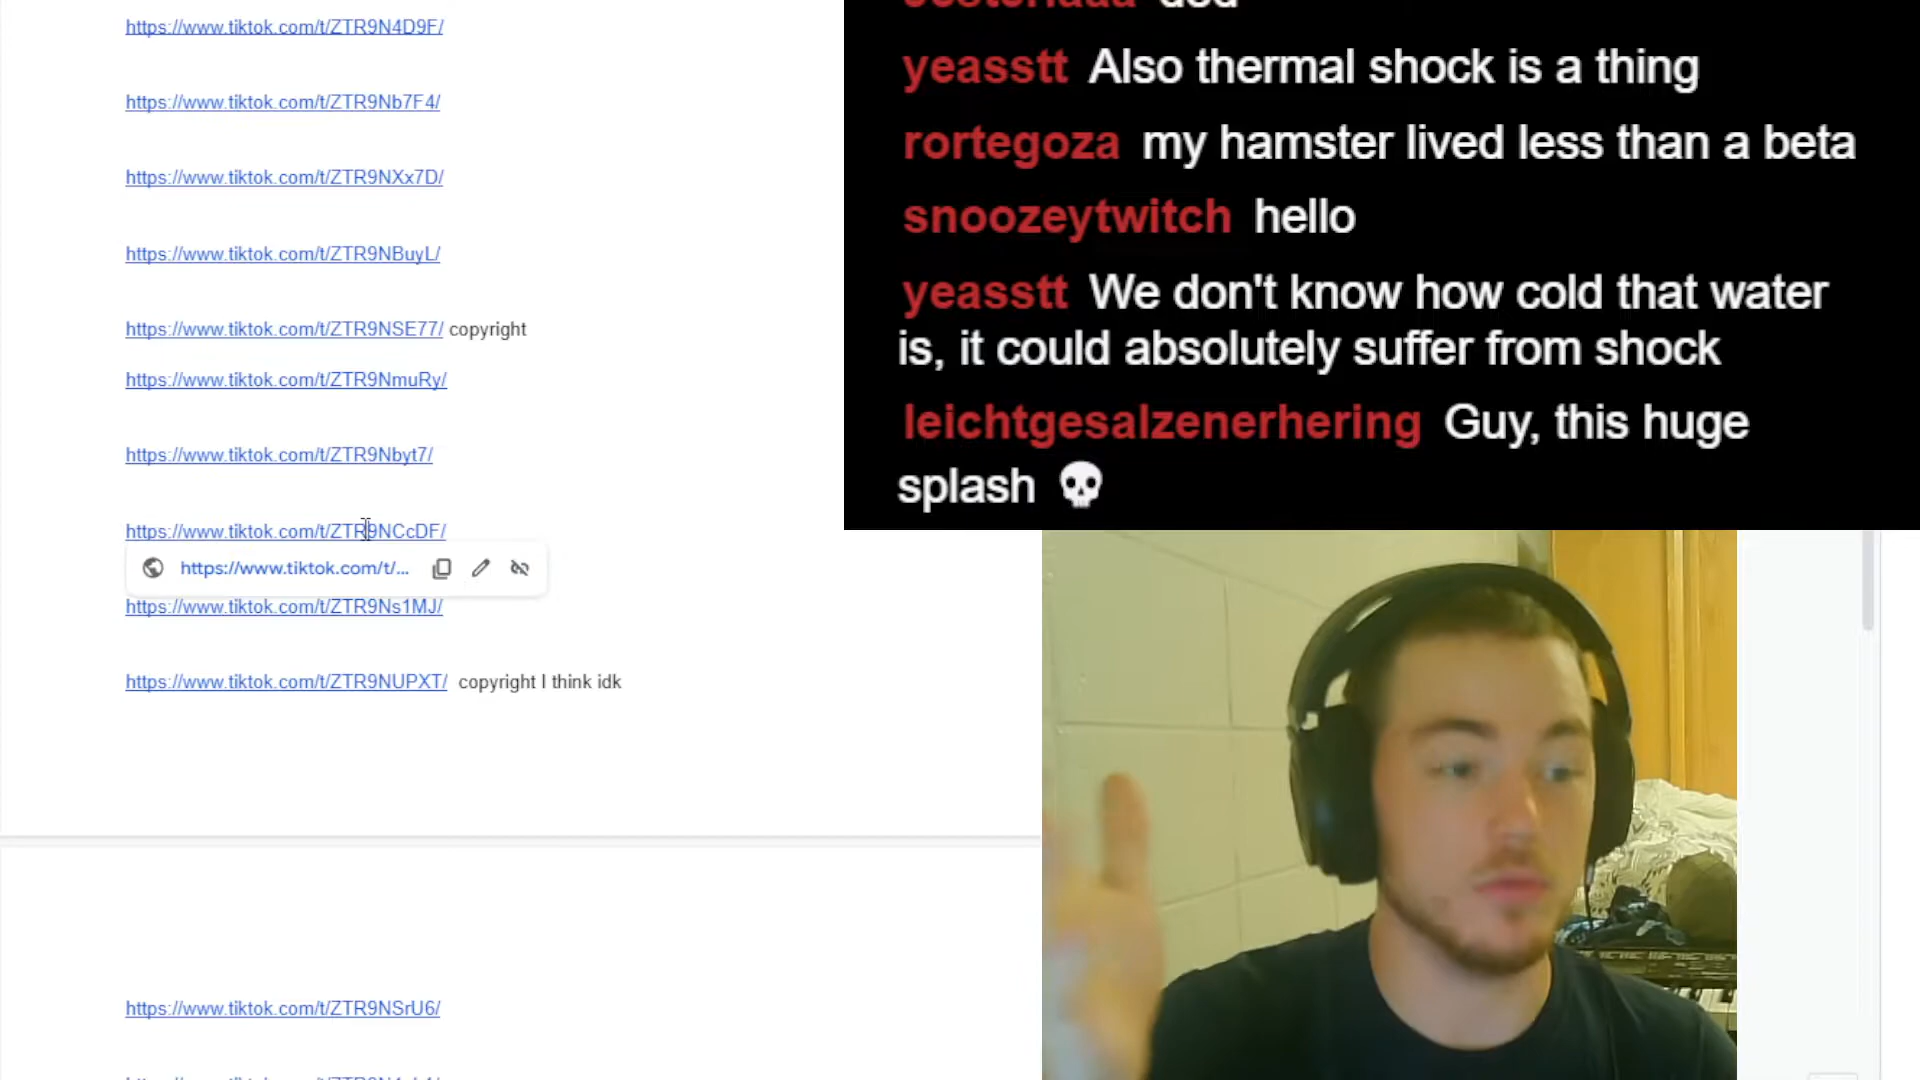 https://www.tiktok.com/t/ZTR9N4D9F/
https://www.tiktok.com/t/ZTR9Nb7F4/
https://www.tiktok.com/t/ZTR9NXx7D/
https://www.tiktok.com/t/ZTR9NBuyL/
https://www.tiktok.com/t/ZTR9NSE77/ copyright
https://www.tiktok.com/t/ZTR9NmuRy/
https://www.tiktok.com/t/ZTR9Nbyt7/
https://www.tiktok.com/t/ZTR9NCcDF/
https://www.tiktok.com/t/...
https://www.tiktok.com/t/ZTR9Ns1MJ/
https://www.tiktok.com/t/ZTR9NUPXT/ copyright I think idk
https://www.tiktok.com/t/ZTR9NSrU6/
yeasstt Also thermal shock is a thing
rortegoza my hamster lived less than a beta
snoozeytwitch hello
yeasstt We don't know how cold that water
is, it could absolutely suffer from shock
leichtgesalzenerhering Guy, this huge
splash 💀